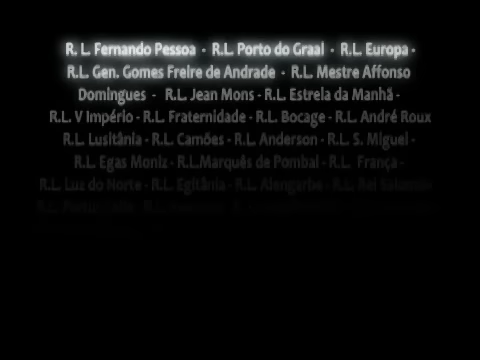 R. L. Fernando Pessoa - R.L. Porto do Graal - R.L. Europa -
R.L. Gen. Gomes Freire de Andrade - R.L. Mestre Affonso
Domingues - R.L. Jean Mons - R.L. Estrela da Manhã -
R.L. V Império - R.L. Fraternidade - R.L. Bocage - R.L. André Roux
R.L. Lusitânia - R.L. Camões - R.L. Anderson - R.L. S. Miguel -
R.L. Egas Moniz - R.L.Marquês de Pombal - R.L. França -
R.L. Luz do Norte - R.L. Egitânia - R.L. Alengarbe - R.L. Rei Salomão